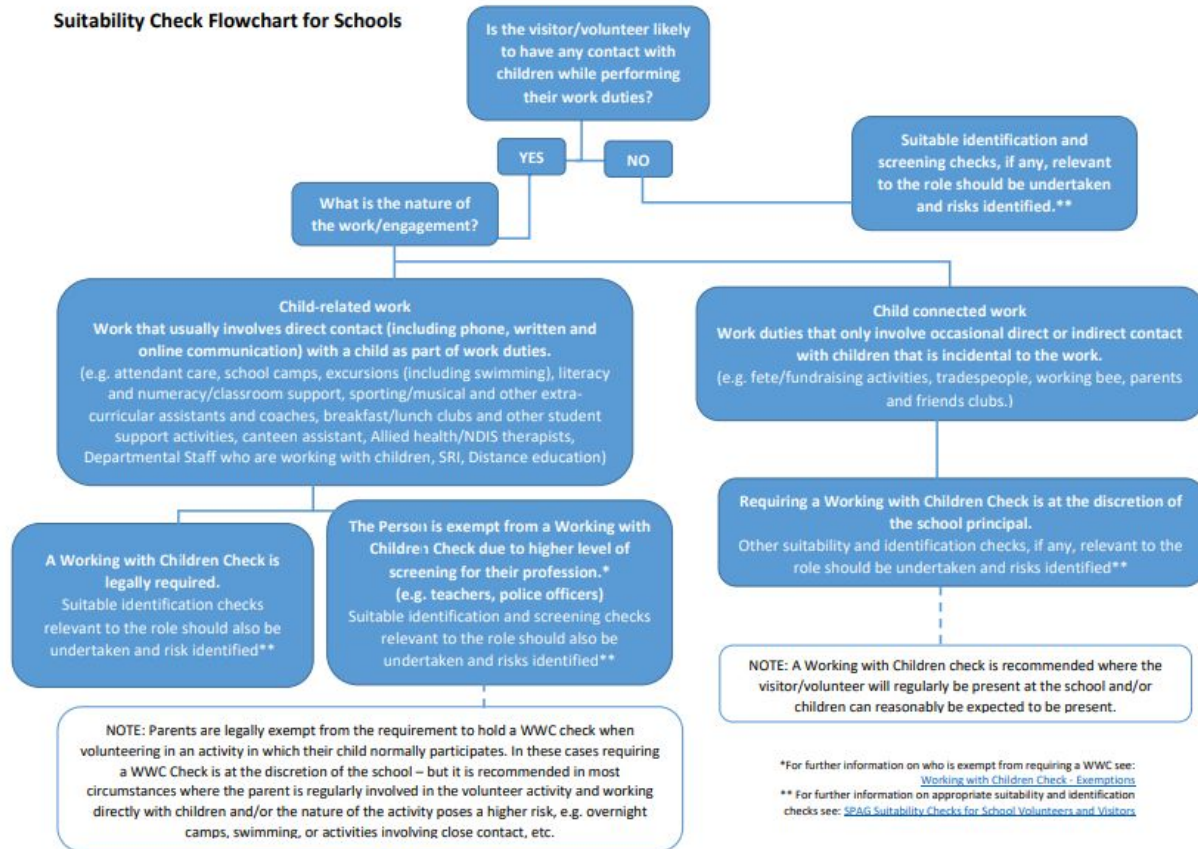 Suitability Check Flowchart for Schools
Is the visitor/volunteer likely
to have any contact with
children while performing
their work duties?
YES
NO
Suitable identification and
screening checks, if any, relevant
to the role should be undertaken
and risks identified.**
What is the nature of
the work/engagement?
Child-related work
Work that usually involves direct contact (including phone, written and
online communication) with a child as part of work duties.
(e.g. attendant care, school camps, excursions (including swimming), literacy
and numeracy/classroom support, sporting/musical and other extra-
curricular assistants and coaches, breakfast/lunch clubs and other student
support activities, canteen assistant, Allied health/NDIS therapists,
Departmental Staff who are working with children, SRI, Distance education)
Child connected work
Work duties that only involve occasional direct or indirect contact
with children that is incidental to the work.
(e.g. fete/fundraising activities, tradespeople, working bee, parents
and friends clubs.)
A Working with Children Check is
legally required.
Suitable identification checks
relevant to the role should also be
undertaken and risk identified**
The Person is exempt from a Working with
Children Check due to higher level of
screening for their profession.*
(e.g. teachers, police officers)
Suitable identification and screening checks
relevant to the role should also be
undertaken and risks identified**
Requiring a Working with Children Check is at the discretion of
the school principal.
Other suitability and identification checks, if any, relevant to the
role should be undertaken and risks identified**
NOTE: Parents are legally exempt from the requirement to hold a WWC check when
volunteering in an activity in which their child normally participates. In these cases requiring
a WWC Check is at the discretion of the school – but it is recommended in most
circumstances where the parent is regularly involved in the volunteer activity and working
directly with children and/or the nature of the activity poses a higher risk, e.g. overnight
camps, swimming, or activities involving close contact, etc.
NOTE: A Working with Children check is recommended where the
visitor/volunteer will regularly be present at the school and/or
children can reasonably be expected to be present.
*For further information on who is exempt from requiring a WWC see:
Working with Children Check - Exemptions
** For further information on appropriate suitability and identification
checks see: SPAG Suitability Checks for School Volunteers and Visitors